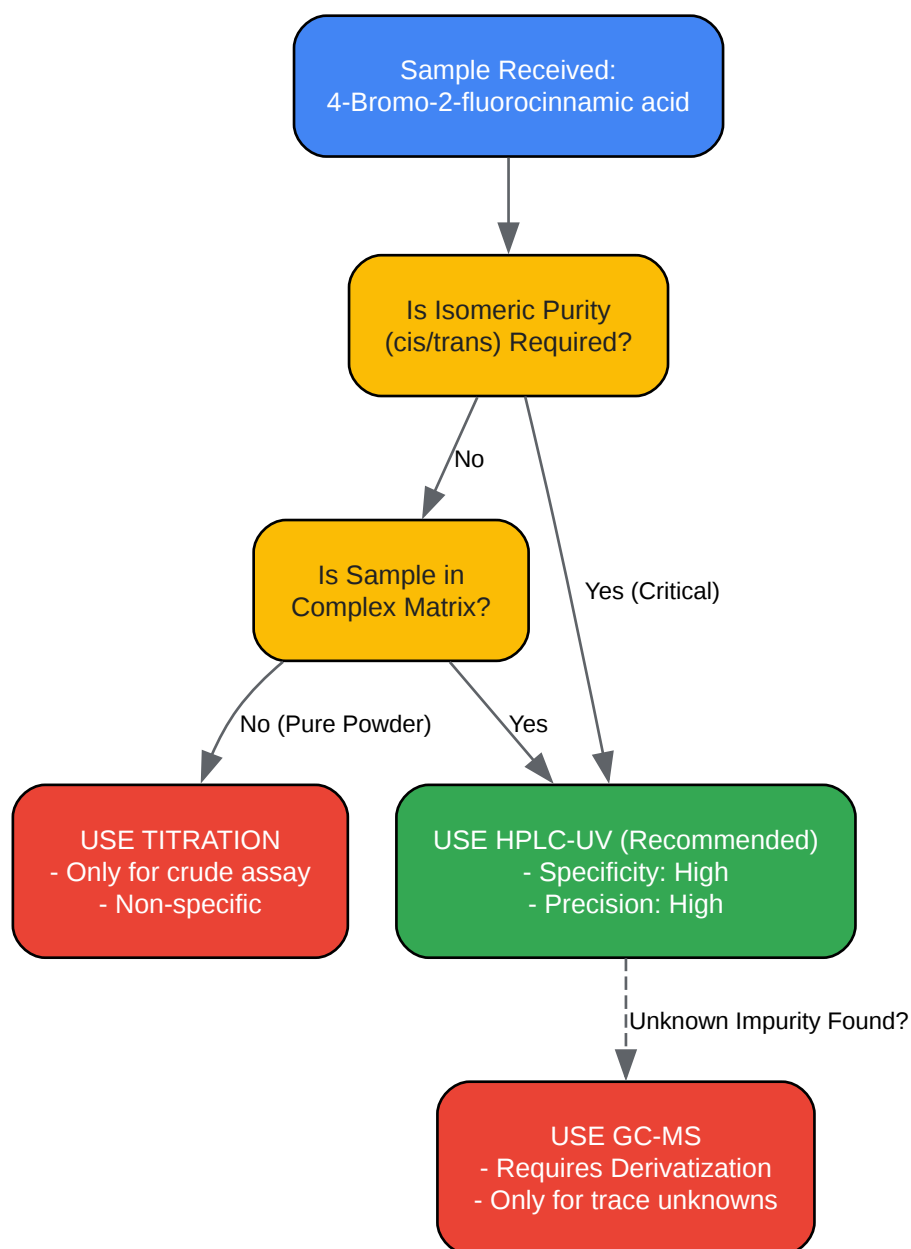 Sample Received:
4-Bromo-2-fluorocinnamic acid
Is Isomeric Purity
(cis/trans) Required?
No
Is Sample in
Complex Matrix?
Yes (Critical)
No (Pure Powder)
Yes
USE TITRATION
- Only for crude assay
- Non-specific
USE HPLC-UV (Recommended)
- Specificity: High
- Precision: High
Unknown Impurity Found?
USE GC-MS
- Requires Derivatization
- Only for trace unknowns